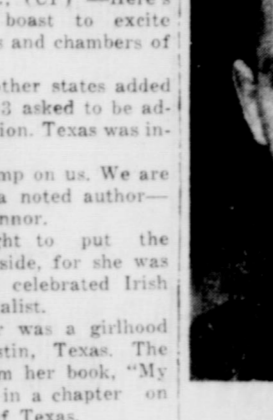 boast to excite
and chambers of
other states added
3 asked to be ad-
ion. Texas was in-
mp on us. We are
a noted author—
nnor.
ht to put the
side, for she was
celebrated Irish
alist.
was a girlhood
stin, Texas. The
m her book, “My
in a chapter on
f Texas.